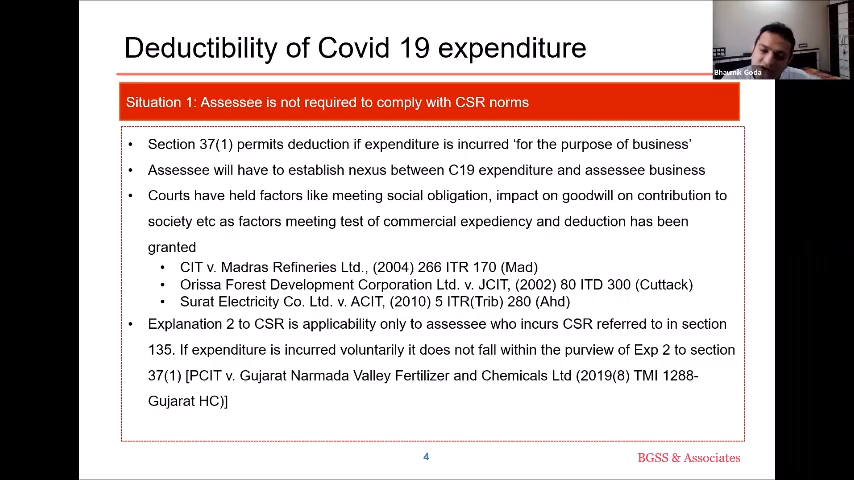 Deductibility of Covid 19 expenditure
Bhaumik Goda
Situation 1: Assessee is not required to comply with CSR norms
• Section 37(1) permits deduction if expenditure is incurred ‘for the purpose of business’
• Assessee will have to establish nexus between C19 expenditure and assessee business
• Courts have held factors like meeting social obligation, impact on goodwill on contribution to
society etc as factors meeting test of commercial expediency and deduction has been
granted
• CIT v. Madras Refineries Ltd., (2004) 266 ITR 170 (Mad)
• Orissa Forest Development Corporation Ltd. v. JCIT, (2002) 80 ITD 300 (Cuttack)
• Surat Electricity Co. Ltd. v. ACIT, (2010) 5 ITR(Trib) 280 (Ahd)
• Explanation 2 to CSR is applicability only to assessee who incurs CSR referred to in section
135. If expenditure is incurred voluntarily it does not fall within the purview of Exp 2 to section
37(1) [PCIT v. Gujarat Narmada Valley Fertilizer and Chemicals Ltd (2019(8) TMI 1288-
Gujarat HC)]
4
BGSS & Associates